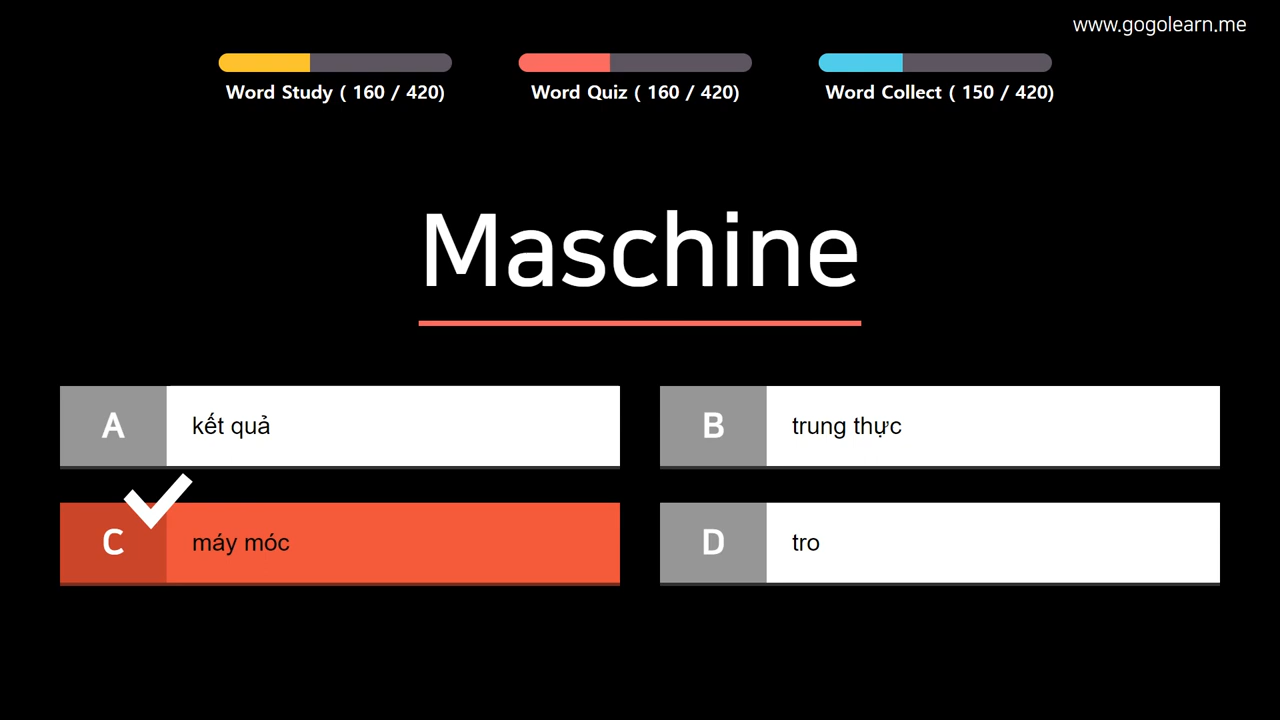 www.gogolearn.me
Word Study ( 160 / 420)
Word Quiz ( 160 / 420)
Word Collect ( 150 / 420)
Maschine
A kết quả
B trung thực
C máy móc
D tro